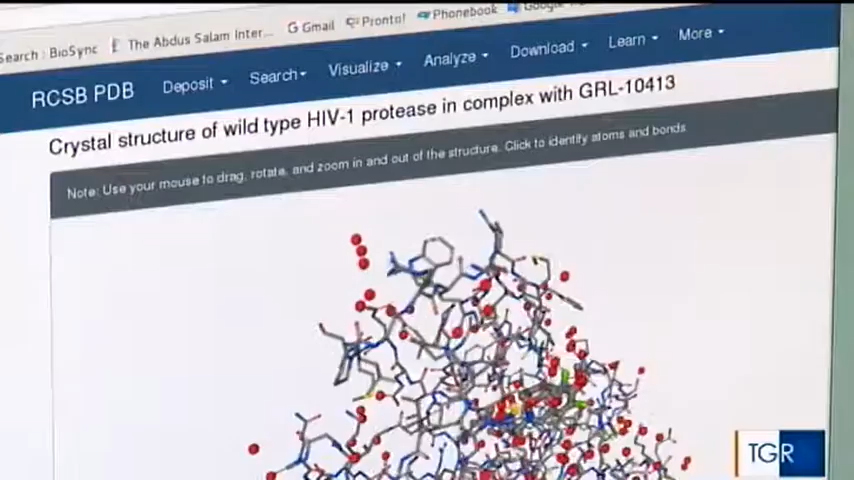 Search : BioSync The Abdus Salam Inter... G Gmail Pronto! Phonebook
RCSB PDB Deposit Search Visualize Analyze Download Learn More
Crystal structure of wild type HIV-1 protease in complex with GRL-10413
Note: Use your mouse to drag, rotate, and zoom in and out of the structure. Click to identify atoms and bonds
TGR